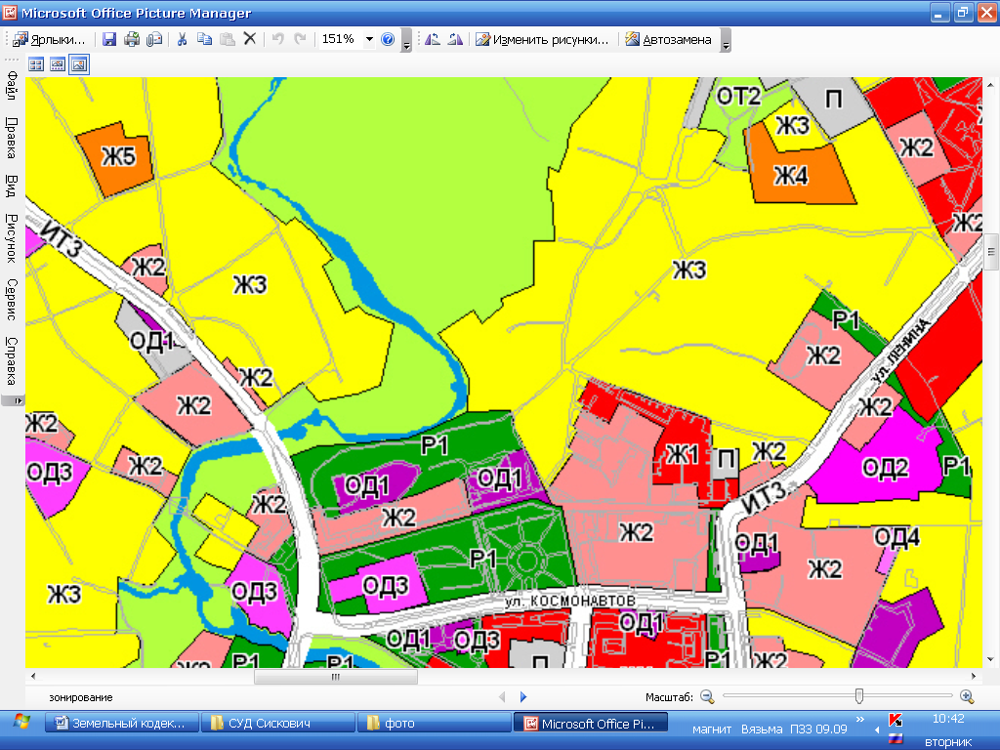 Microsoft Office Picture Manager
Ярлыки...
151%
Изменить рисунки...
Автозамена
Файл
Правка
Вид
Рисунок
Сервис
Справка
ОТ2
П
Ж3
Ж2
Ж5
Ж4
Ж2
ИТ3
Ж2
Ж3
Ж3
Р1
ОД1
Ж2
ул. ЛЕНИНА
Ж2
Ж2
Ж2
Ж2
Р1
Ж1
П
Ж2
Ж2
ОД3
ОД1
ОД1
ОД2
Р1
ИТ3
Ж2
Ж2
Ж2
ОД1
ОД4
Р1
Ж2
Ж3
ОД3
ОД3
ул. КОСМОНАВТОВ
ОД1
ОД1
ОД3
Ж2
Р1
Р1
П
Р1
Ж2
зонирование
Масштаб:
Земельный кодек...
СУД Сискович
фото
Microsoft Office Pi...
магнит
Вязьма
ПЗЗ 09.09
»
10:42
вторник